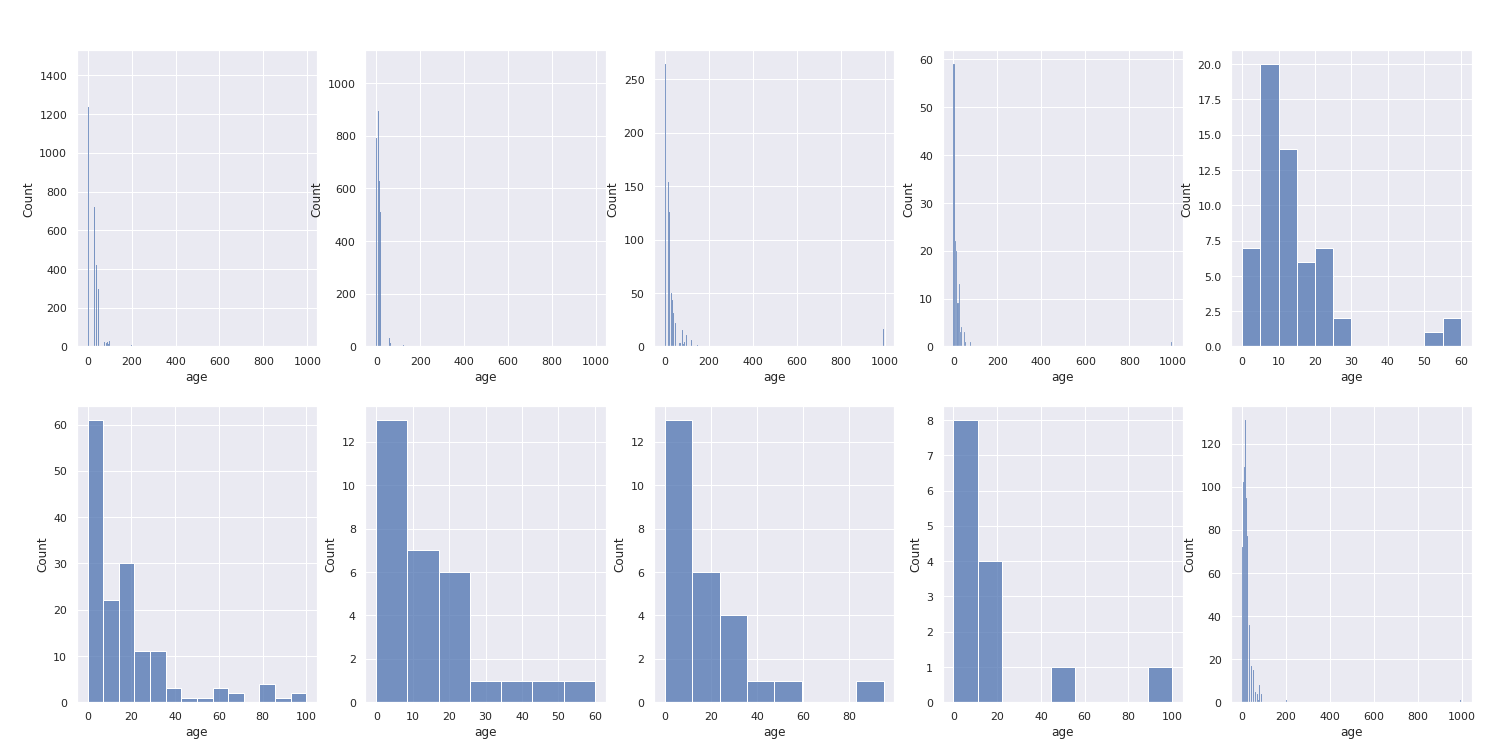 1400
1200
1000
800
600
400
200
0
Count
0 200 400 600 800 1000
age
1000
800
600
400
200
0
Count
0 200 400 600 800 1000
age
250
200
150
100
50
0
Count
0 200 400 600 800 1000
age
60
50
40
30
20
10
0
Count
0 200 400 600 800 1000
age
20.0
17.5
15.0
12.5
10.0
7.5
5.0
2.5
0.0
Count
0 10 20 30 40 50 60
age
60
50
40
30
20
10
0
Count
0 20 40 60 80 100
age
12
10
8
6
4
2
0
Count
0 10 20 30 40 50 60
age
12
10
8
6
4
2
0
Count
0 20 40 60 80
age
8
7
6
5
4
3
2
1
0
Count
0 20 40 60 80 100
age
120
100
80
60
40
20
0
Count
0 200 400 600 800 1000
age